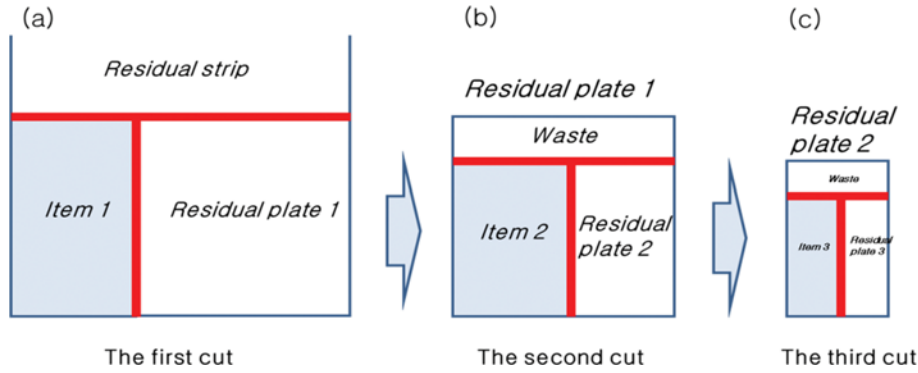 (a)
Residual strip
Item 1
Residual plate 1
The first cut
(b)
Residual plate 1
Waste
Item 2
Residual
plate 2
The second cut
(c)
Residual
plate 2
Waste
Item 3
Residual
plate 3
The third cut